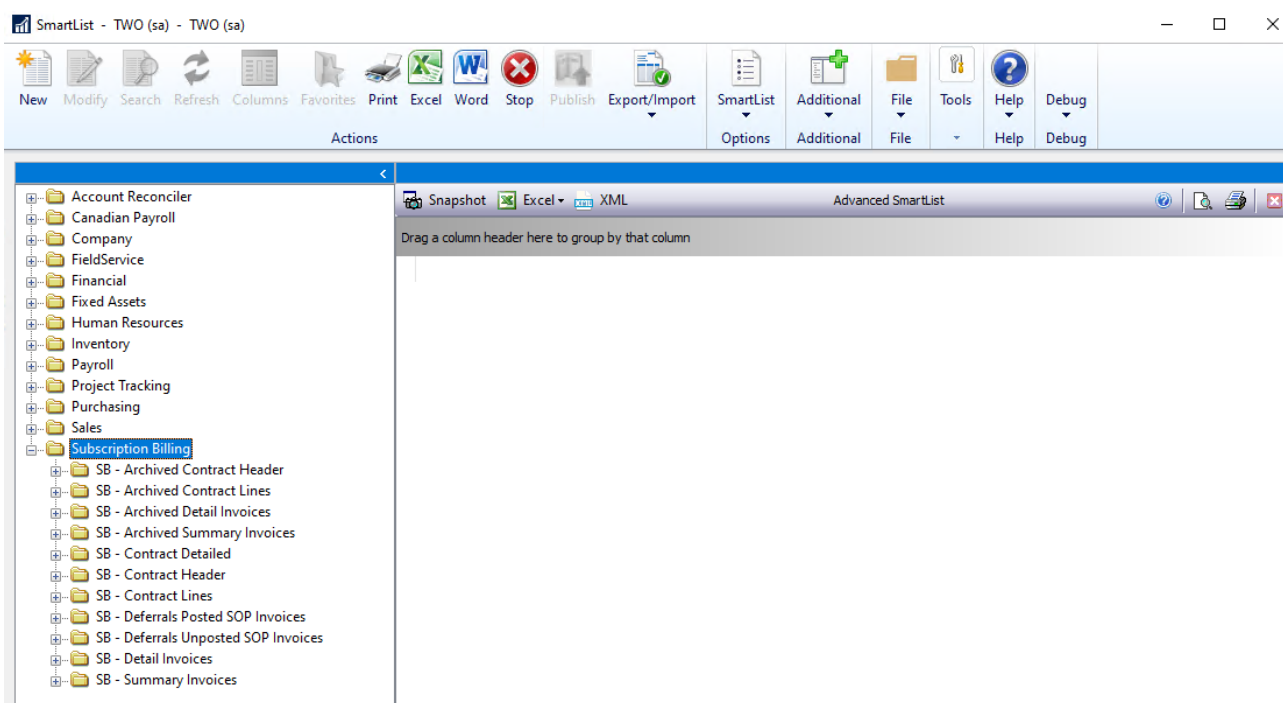 SmartList - TWO (sa) - TWO (sa)
New Modify Search Refresh Columns Favorites Print Excel Word Stop Publish Export/Import SmartList Additional File Tools Help Debug
Actions Options Additional File Help Debug
Snapshot Excel XML Advanced SmartList
Drag a column header here to group by that column
Account Reconciler
Canadian Payroll
Company
FieldService
Financial
Fixed Assets
Human Resources
Inventory
Payroll
Project Tracking
Purchasing
Sales
Subscription Billing
SB - Archived Contract Header
SB - Archived Contract Lines
SB - Archived Detail Invoices
SB - Archived Summary Invoices
SB - Contract Detailed
SB - Contract Header
SB - Contract Lines
SB - Deferrals Posted SOP Invoices
SB - Deferrals Unposted SOP Invoices
SB - Detail Invoices
SB - Summary Invoices